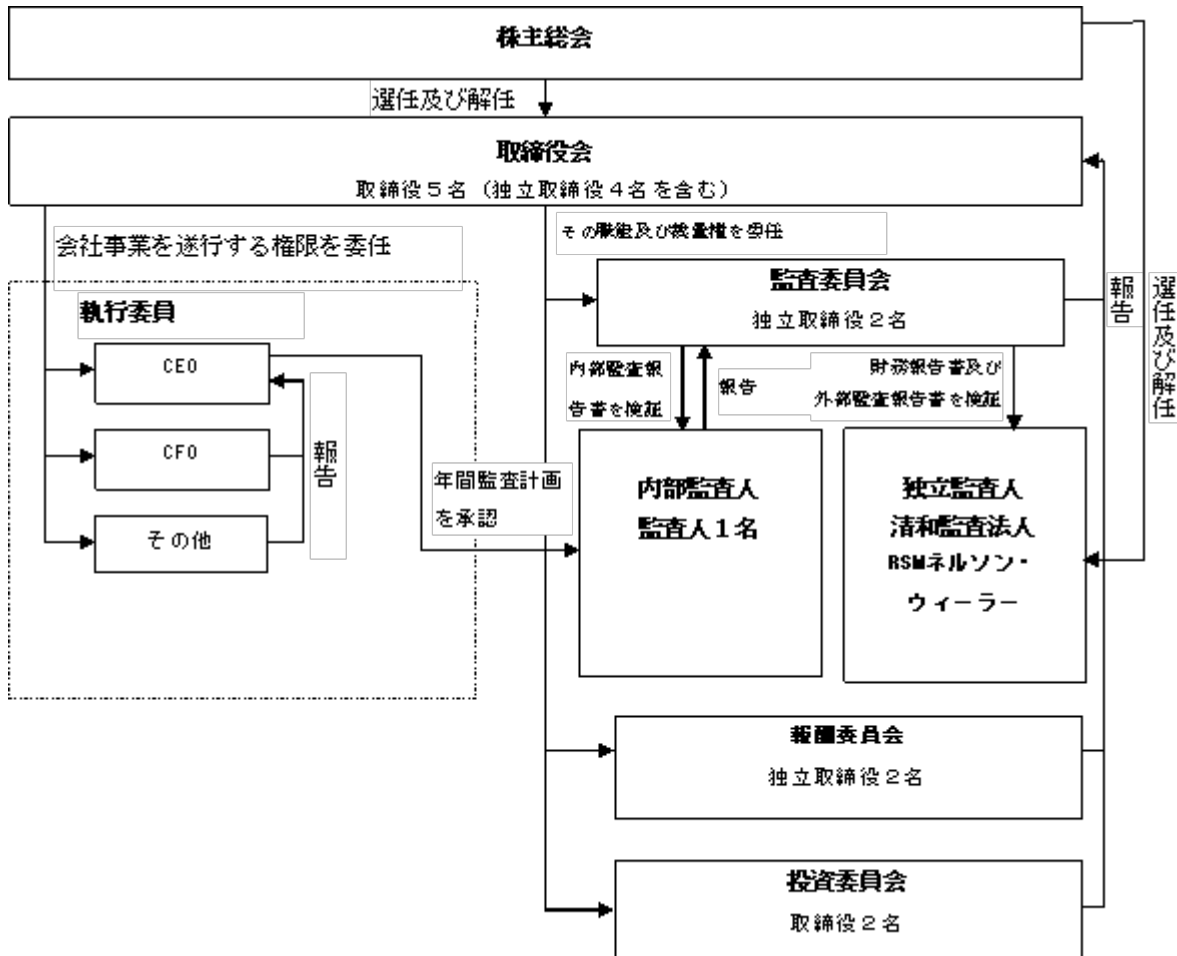 株主総会
選任及び解任
取締役会
取締役５名（独立取締役４名を含む）
会社事業を遂行する権限を委任
その職能及び裁量権を委任
監査委員会
独立取締役２名
執行委員
CEO
CFO
その他
報告
年間監査計画
を承認
内部監査報
告書を検証
報告
財務報告書及び
外部監査報告書を検証
内部監査人
監査人１名
独立監査人
清和監査法人
RSMネルソン・
ウィーラー
報告
選任及び解任
報酬委員会
独立取締役２名
投資委員会
取締役２名